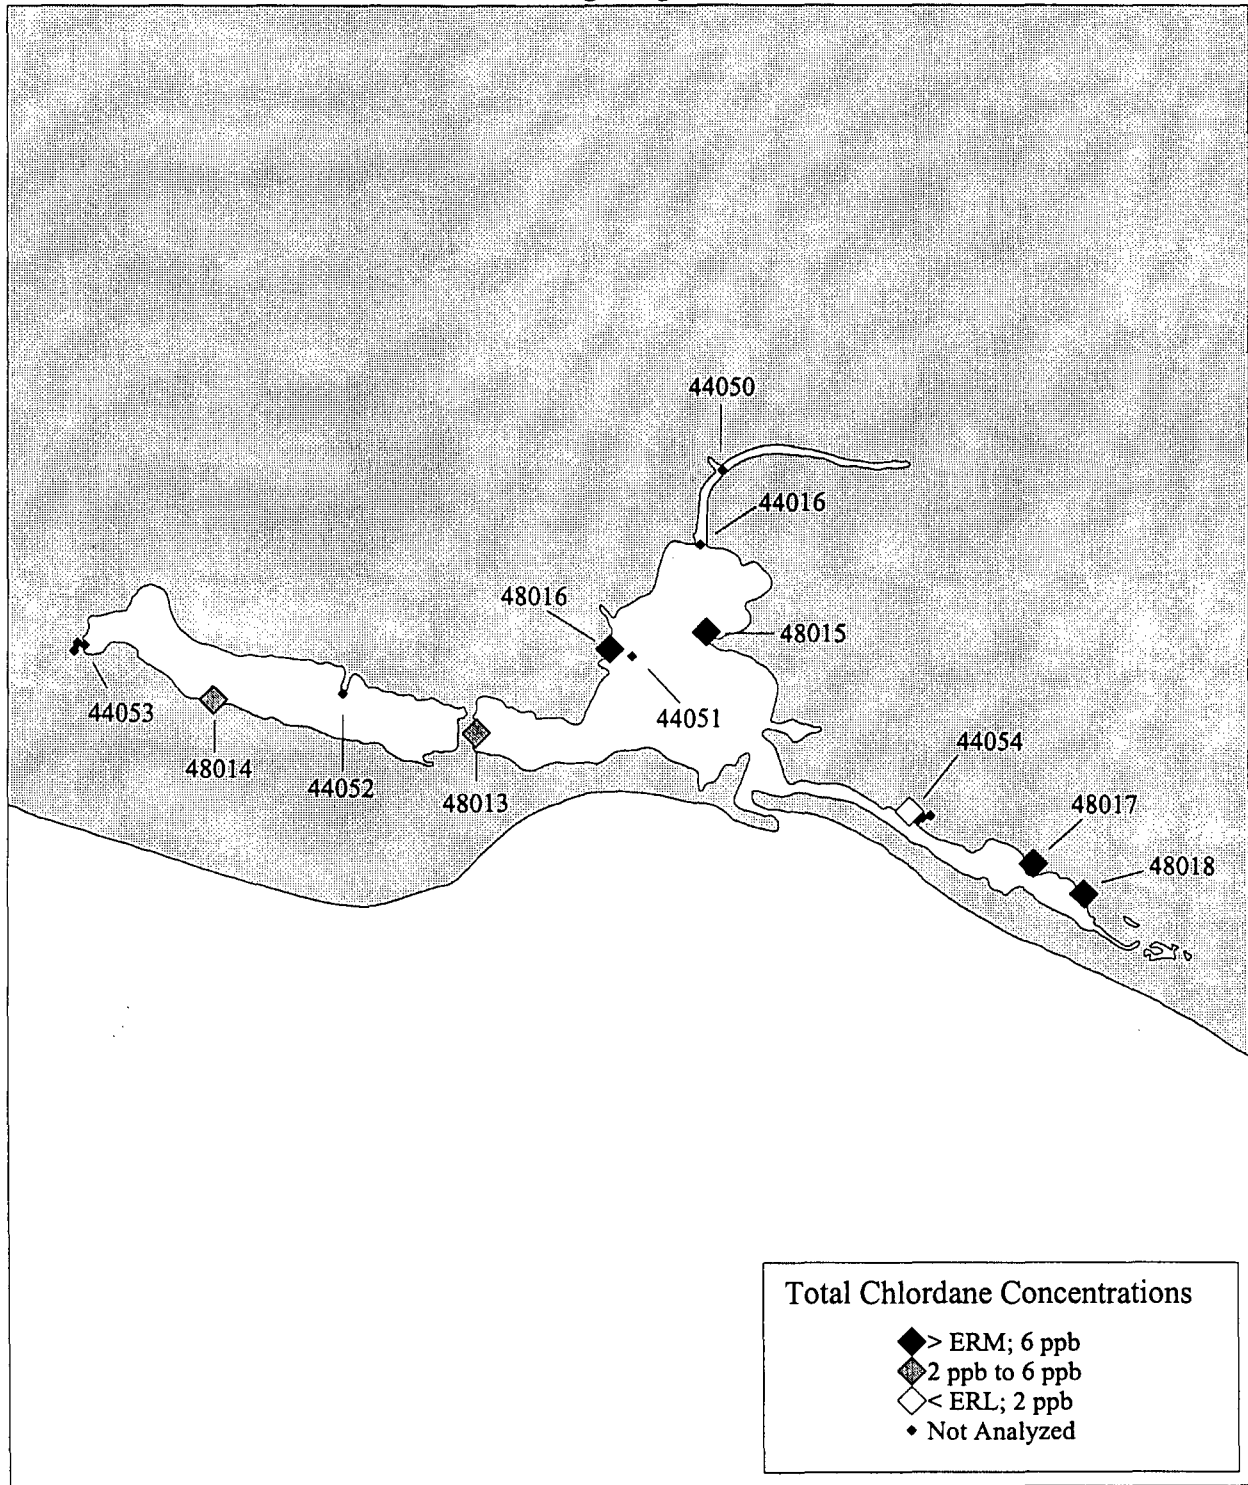 44050
44016
48016
48015
44053
44051
48014
44052
48013
44054
48017
48018
Total Chlordane Concentrations
> ERM; 6 ppb
2 ppb to 6 ppb
< ERL; 2 ppb
Not Analyzed